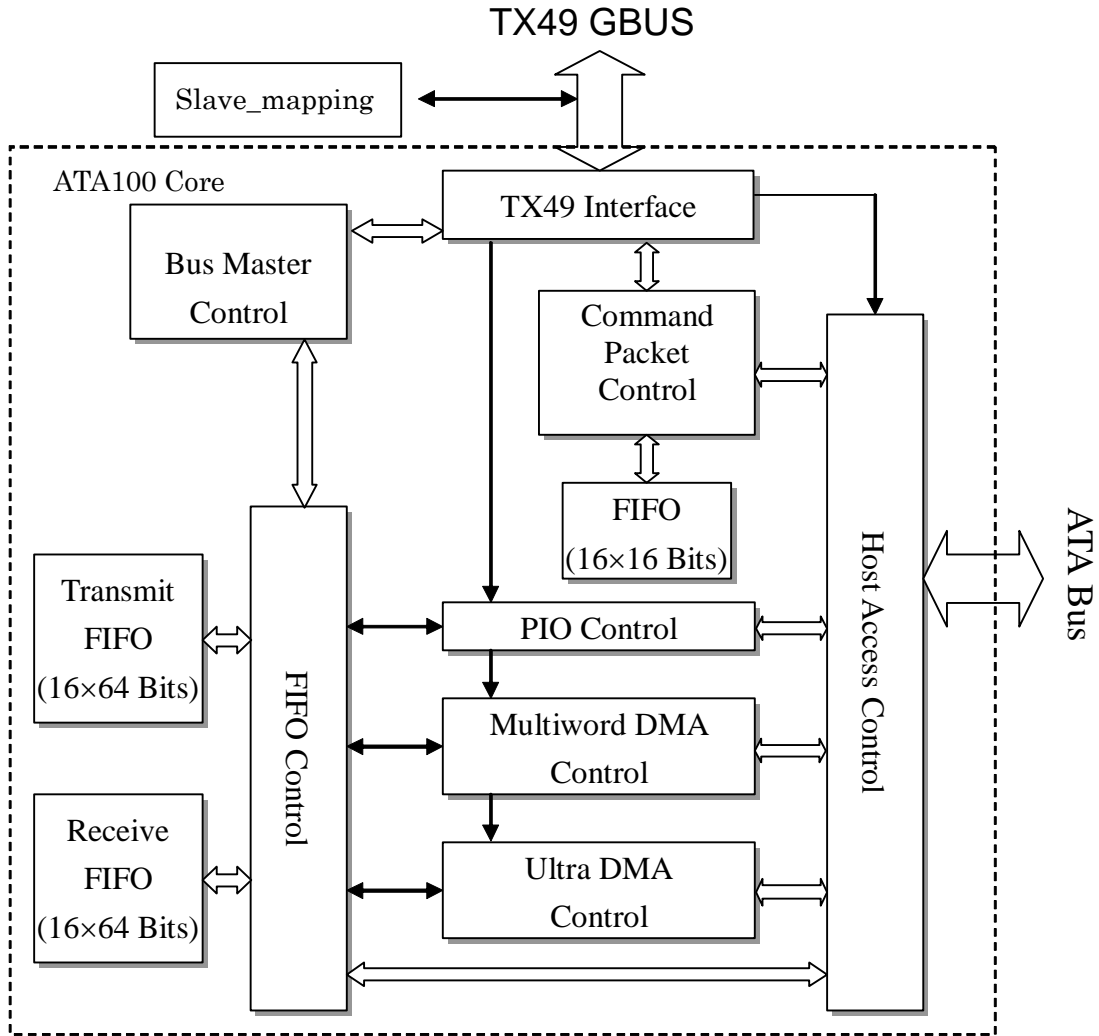 TX49 GBUS
Slave_mapping
ATA100 Core
TX49 Interface
Bus Master
Control
Command
Packet
Control
FIFO
(16×16 Bits)
Transmit
FIFO
(16×64 Bits)
Receive
FIFO
(16×64 Bits)
FIFO Control
PIO Control
Multiword DMA
Control
Ultra DMA
Control
Host Access Control
ATA Bus